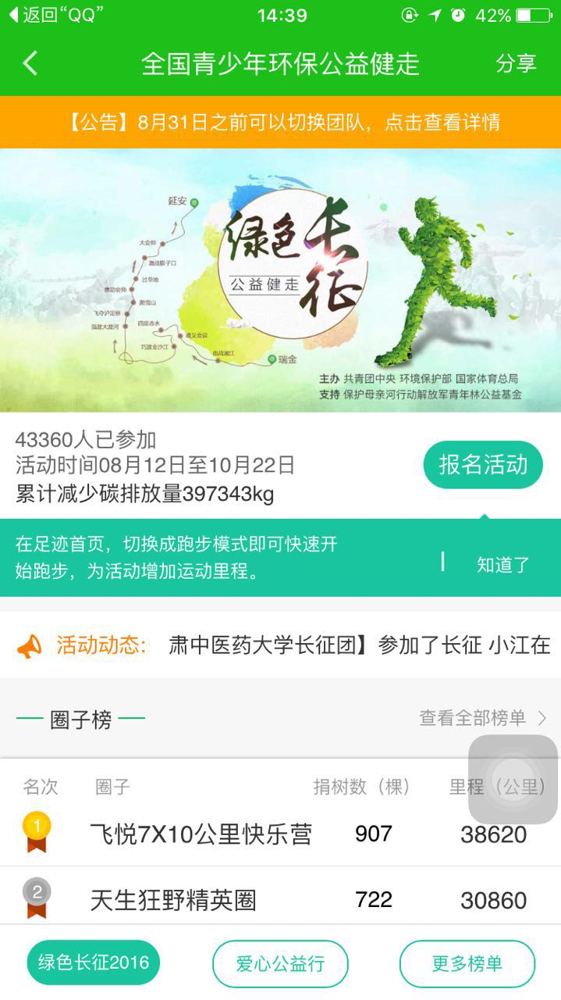 返回“QQ”
14:39
42%
全国青少年环保公益健走
分享
【公告】8月31日之前可以切换团队，点击查看详情
延安
大会师
激战腊子口
过草地
懋功会师
爬雪山
飞夺泸定桥
强渡大渡河
四度赤水
遵义会议
巧渡金沙江
血战湘江
瑞金
绿色长征
公益健走
主办 共青团中央 环境保护部 国家体育总局
支持 保护母亲河行动解放军青年林公益基金
43360人已参加
活动时间08月12日至10月22日
累计减少碳排放量397343kg
报名活动
在足迹首页，切换成跑步模式即可快速开
始跑步，为活动增加运动里程。
知道了
活动动态: 肃中医药大学长征团】参加了长征 小江在
圈子榜
查看全部榜单
名次 圈子 捐树数（棵） 里程（公里）
1 飞悦7X10公里快乐营 907 38620
2 天生狂野精英圈 722 30860
绿色长征2016
爱心公益行
更多榜单